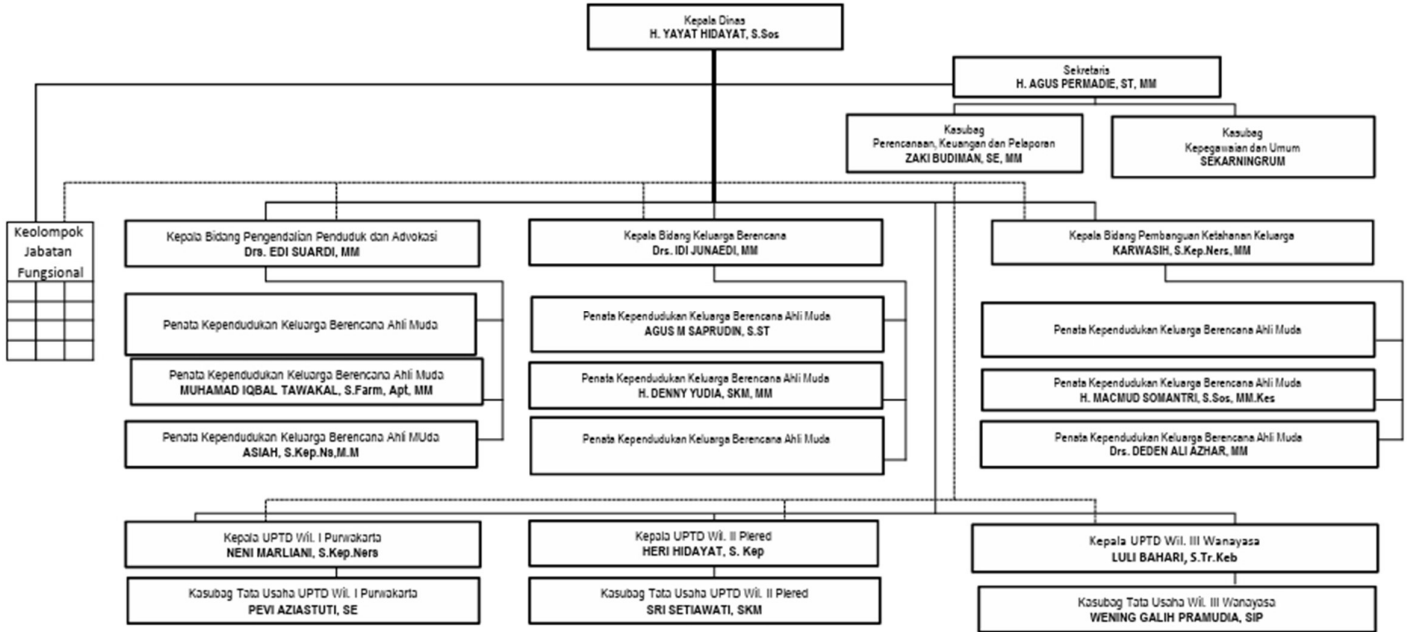 Kepala Dinas
H. YAYAT HIDAYAT, S.Sos
Sekretaris
H. AGUS PERMADIE, ST, MM
Kasubag
Perencanaan, Keuangan dan Pelaporan
ZAKI BUDIMAN, SE, MM
Kasubag
Kepegawaian dan Umum
SEKARNINGRUM
Keolompok
Jabatan
Fungsional
Kepala Bidang Pengendalian Penduduk dan Advokasi
Drs. EDI SUARDI, MM
Kepala Bidang Keluarga Berencana
Drs. IDI JUNAEDI, MM
Kepala Bidang Pembanguan Ketahanan Keluarga
KARWASIH, S.Kep.Ners, MM
Penata Kependudukan Keluarga Berencana Ahli Muda
Penata Kependudukan Keluarga Berencana Ahli Muda
MUHAMAD IQBAL TAWAKAL, S.Farm, Apt, MM
Penata Kependudukan Keluarga Berencana Ahli MUda
ASIAH, S.Kep.Ns,M.M
Penata Kependudukan Keluarga Berencana Ahli Muda
AGUS M SAPRUDIN, S.ST
Penata Kependudukan Keluarga Berencana Ahli Muda
H. DENNY YUDIA, SKM, MM
Penata Kependudukan Keluarga Berencana Ahli Muda
Penata Kependudukan Keluarga Berencana Ahli Muda
Penata Kependudukan Keluarga Berencana Ahli Muda
H. MACMUD SOMANTRI, S.Sos, MM.Kes
Penata Kependudukan Keluarga Berencana Ahli Muda
Drs. DEDEN ALI AZHAR, MM
Kepala UPTD Wil. I Purwakarta
NENI MARLIANI, S.Kep.Ners
Kepala UPTD Wil. II Plered
HERI HIDAYAT, S. Kep
Kepala UPTD Wil. III Wanayasa
LULI BAHARI, S.Tr.Keb
Kasubag Tata Usaha UPTD Wil. I Purwakarta
PEVI AZIASTUTI, SE
Kasubag Tata Usaha UPTD Wil. II Plered
SRI SETIAWATI, SKM
Kasubag Tata Usaha Wil. III Wanayasa
WENING GALIH PRAMUDIA, SIP